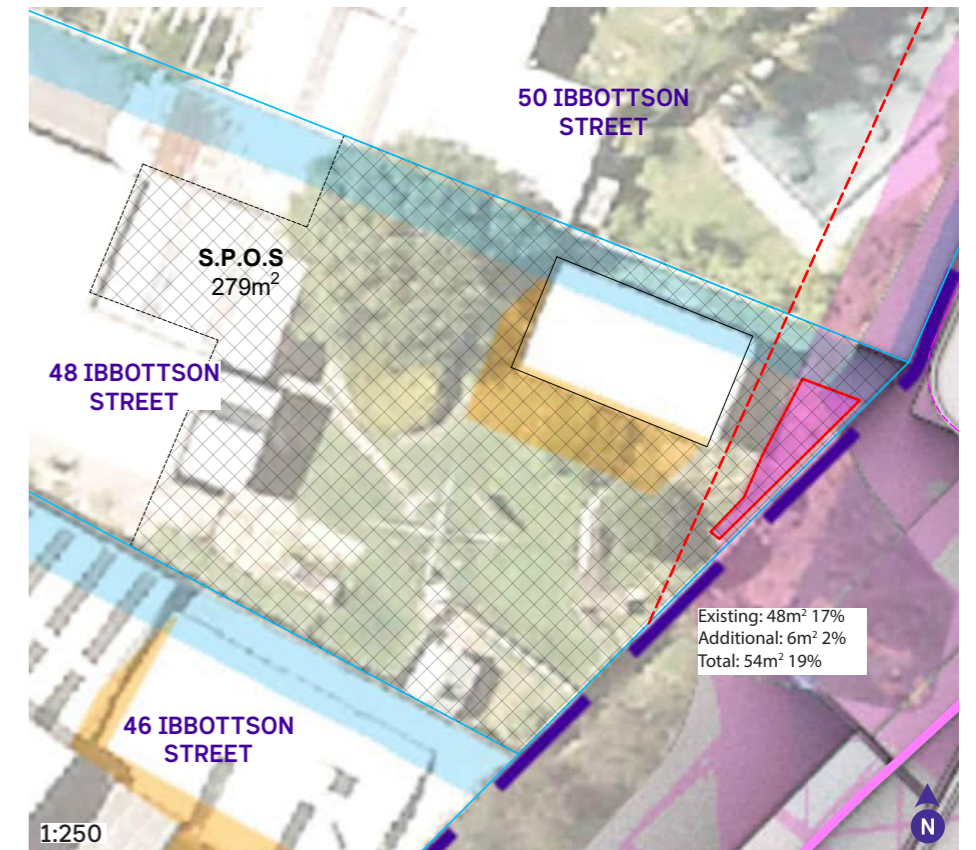 50 IBBOTTSON
STREET
S.P.O.S
279m²
48 IBBOTTSON
STREET
Existing: 48m² 17%
Additional: 6m² 2%
Total: 54m² 19%
46 IBBOTTSON
STREET
1:250
N